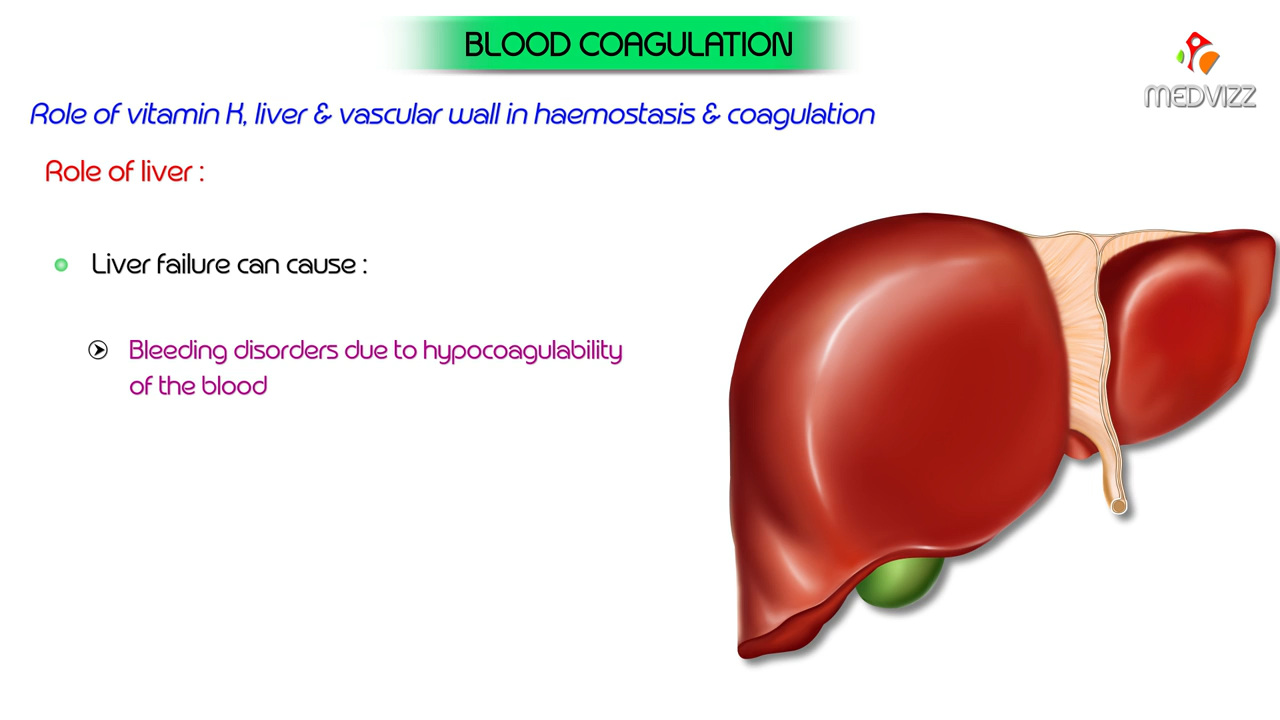 BLOOD COAGULATION
MEDVIZZ
Role of vitamin K, liver & vascular wall in haemostasis & coagulation
Role of liver :
Liver failure can cause :
Bleeding disorders due to hypocoagulability
of the blood